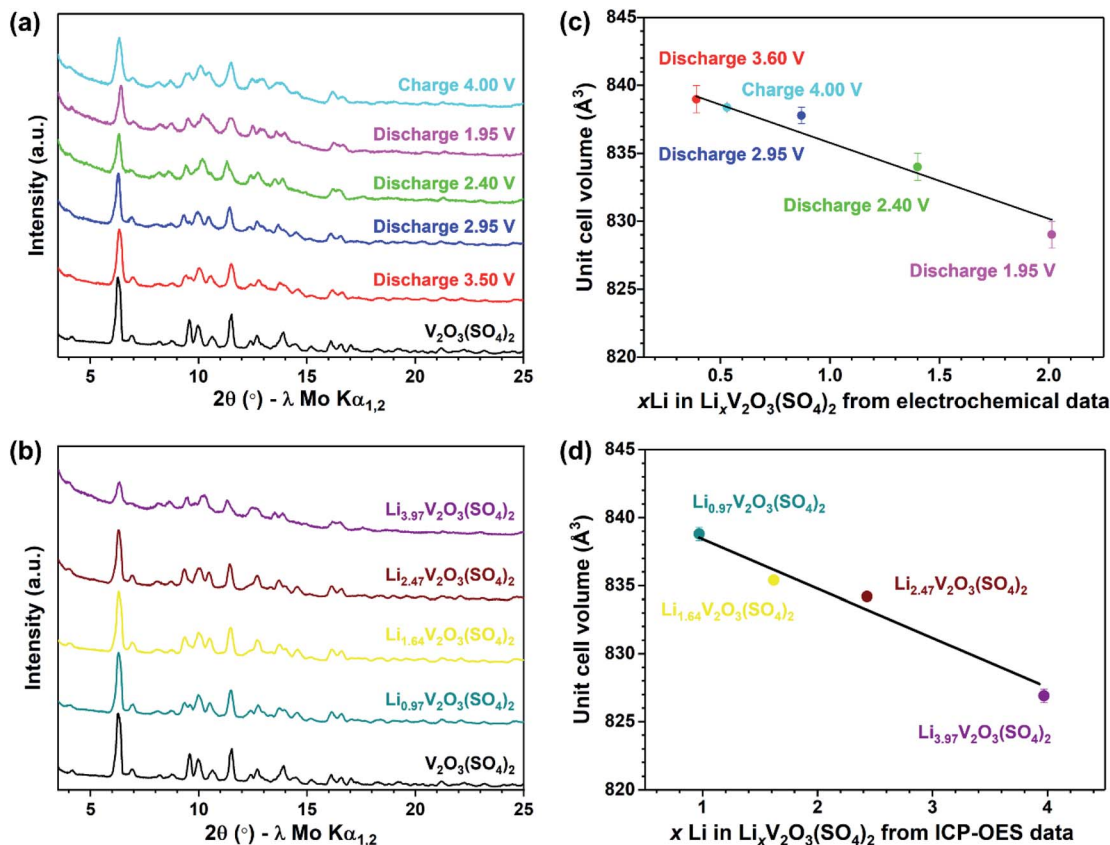 (a)
Intensity (a.u.)
Charge 4.00 V
Discharge 1.95 V
Discharge 2.40 V
Discharge 2.95 V
Discharge 3.50 V
V₂O₃(SO₄)₂
5 10 15 20 25
2θ (°) - λ Mo Kα₁,₂
(c)
Unit cell volume (Å³)
845
840
835
830
825
820
Discharge 3.60 V
Charge 4.00 V
Discharge 2.95 V
Discharge 2.40 V
Discharge 1.95 V
0.5 1.0 1.5 2.0
xLi in LiₓV₂O₃(SO₄)₂ from electrochemical data
(b)
Intensity (a.u.)
Li₃.₉₇V₂O₃(SO₄)₂
Li₂.₄₇V₂O₃(SO₄)₂
Li₁.₆₄V₂O₃(SO₄)₂
Li₀.₉₇V₂O₃(SO₄)₂
V₂O₃(SO₄)₂
5 10 15 20 25
2θ (°) - λ Mo Kα₁,₂
(d)
Unit cell volume (Å³)
845
840
835
830
825
820
Li₀.₉₇V₂O₃(SO₄)₂
Li₂.₄₇V₂O₃(SO₄)₂
Li₁.₆₄V₂O₃(SO₄)₂
Li₃.₉₇V₂O₃(SO₄)₂
1 2 3 4
x Li in LiₓV₂O₃(SO₄)₂ from ICP-OES data